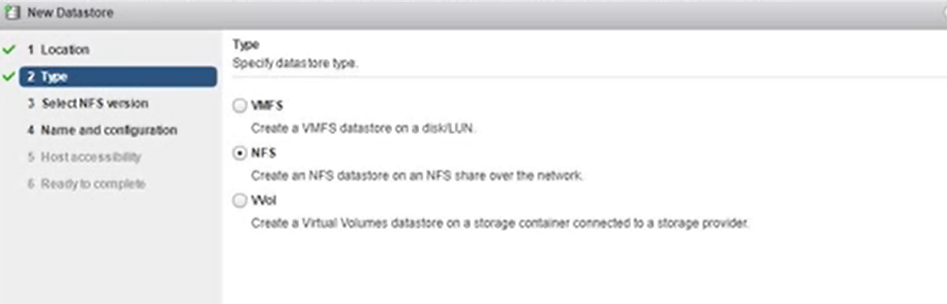 New Datastore
1 Location
2 Type
3 Select NFS version
4 Name and configuration
5 Host accessibility
6 Ready to complete
Type
Specify datastore type.
VMFS
Create a VMFS datastore on a disk/LUN.
NFS
Create an NFS datastore on an NFS share over the network.
VVol
Create a Virtual Volumes datastore on a storage container connected to a storage provider.